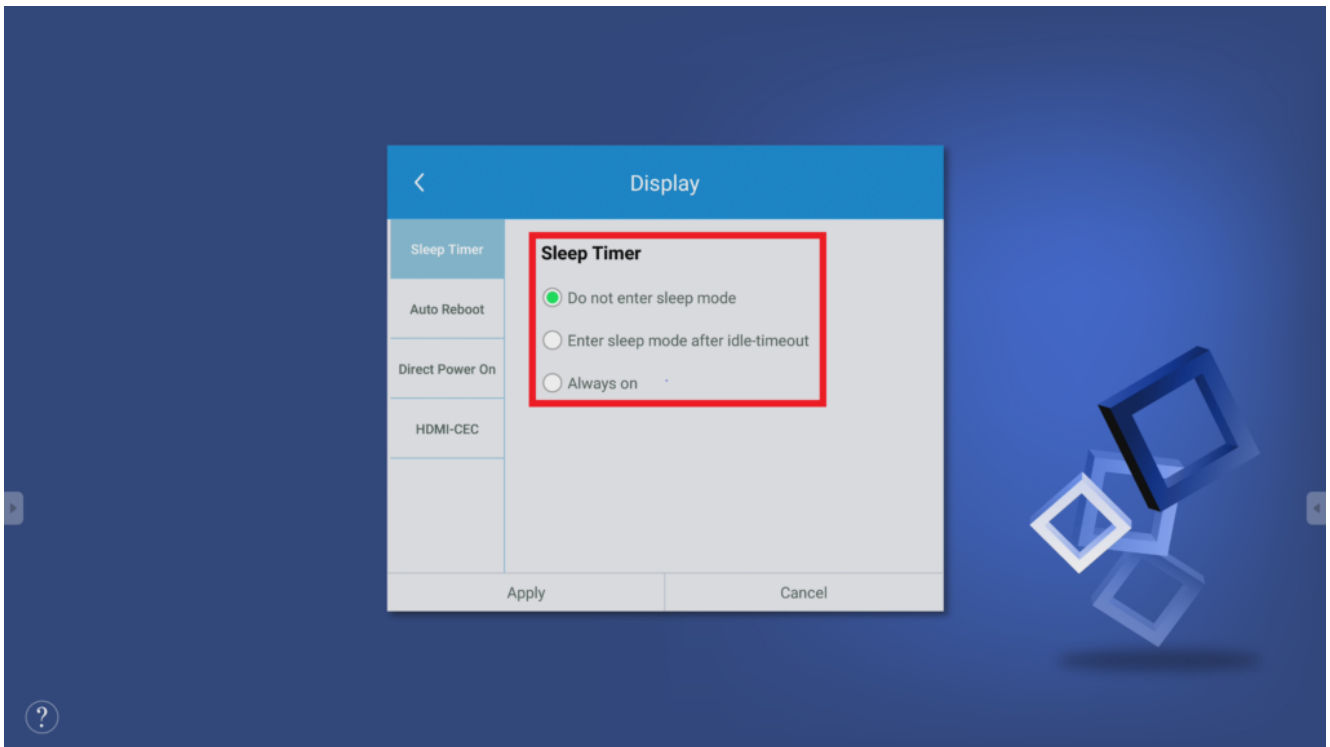 Display
Sleep Timer
Auto Reboot
Direct Power On
HDMI-CEC
Sleep Timer
Do not enter sleep mode
Enter sleep mode after idle-timeout
Always on
Apply
Cancel
?